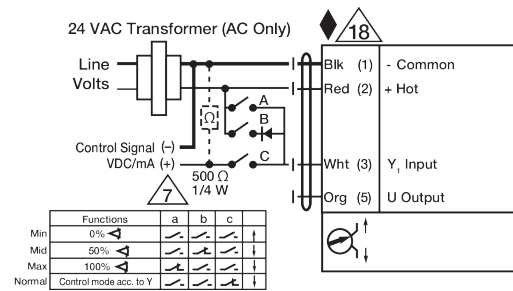 24 VAC Transformer (AC Only)
18
Line
Volts
Blk (1) - Common
Red (2) + Hot
A
Ω
B
Control Signal (–)
VDC/mA (+)
C
Wht (3) Y1 Input
500 Ω
1/4 W
7
Org (5) U Output
Functions a b c
Min 0%
Mid 50%
Max 100%
Normal Control mode acc. to Y